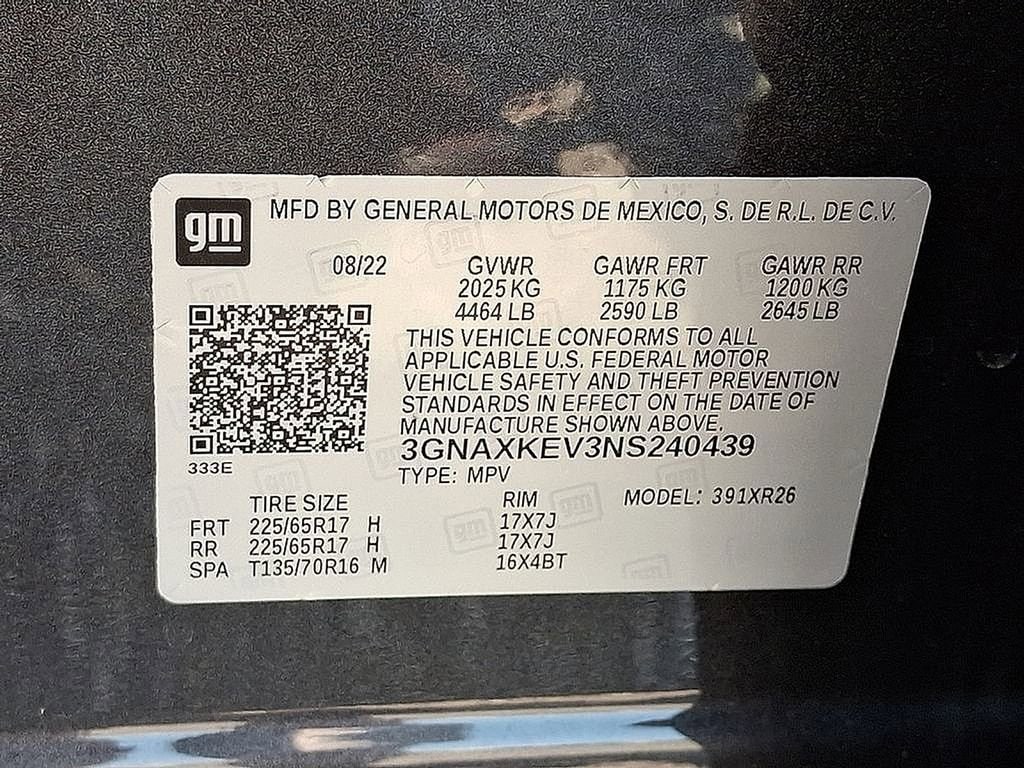 gm MFD BY GENERAL MOTORS DE MEXICO, S. DE R.L. DE C.V.
08/22 GVWR GAWR FRT GAWR RR
2025 KG 1175 KG 1200 KG
4464 LB 2590 LB 2645 LB
THIS VEHICLE CONFORMS TO ALL
APPLICABLE U.S. FEDERAL MOTOR
VEHICLE SAFETY AND THEFT PREVENTION
STANDARDS IN EFFECT ON THE DATE OF
MANUFACTURE SHOWN ABOVE.
3GNAXKEV3NS240439
333E
TYPE: MPV
TIRE SIZE RIM MODEL: 391XR26
FRT 225/65R17 H 17X7J
RR 225/65R17 H 17X7J
SPA T135/70R16 M 16X4BT